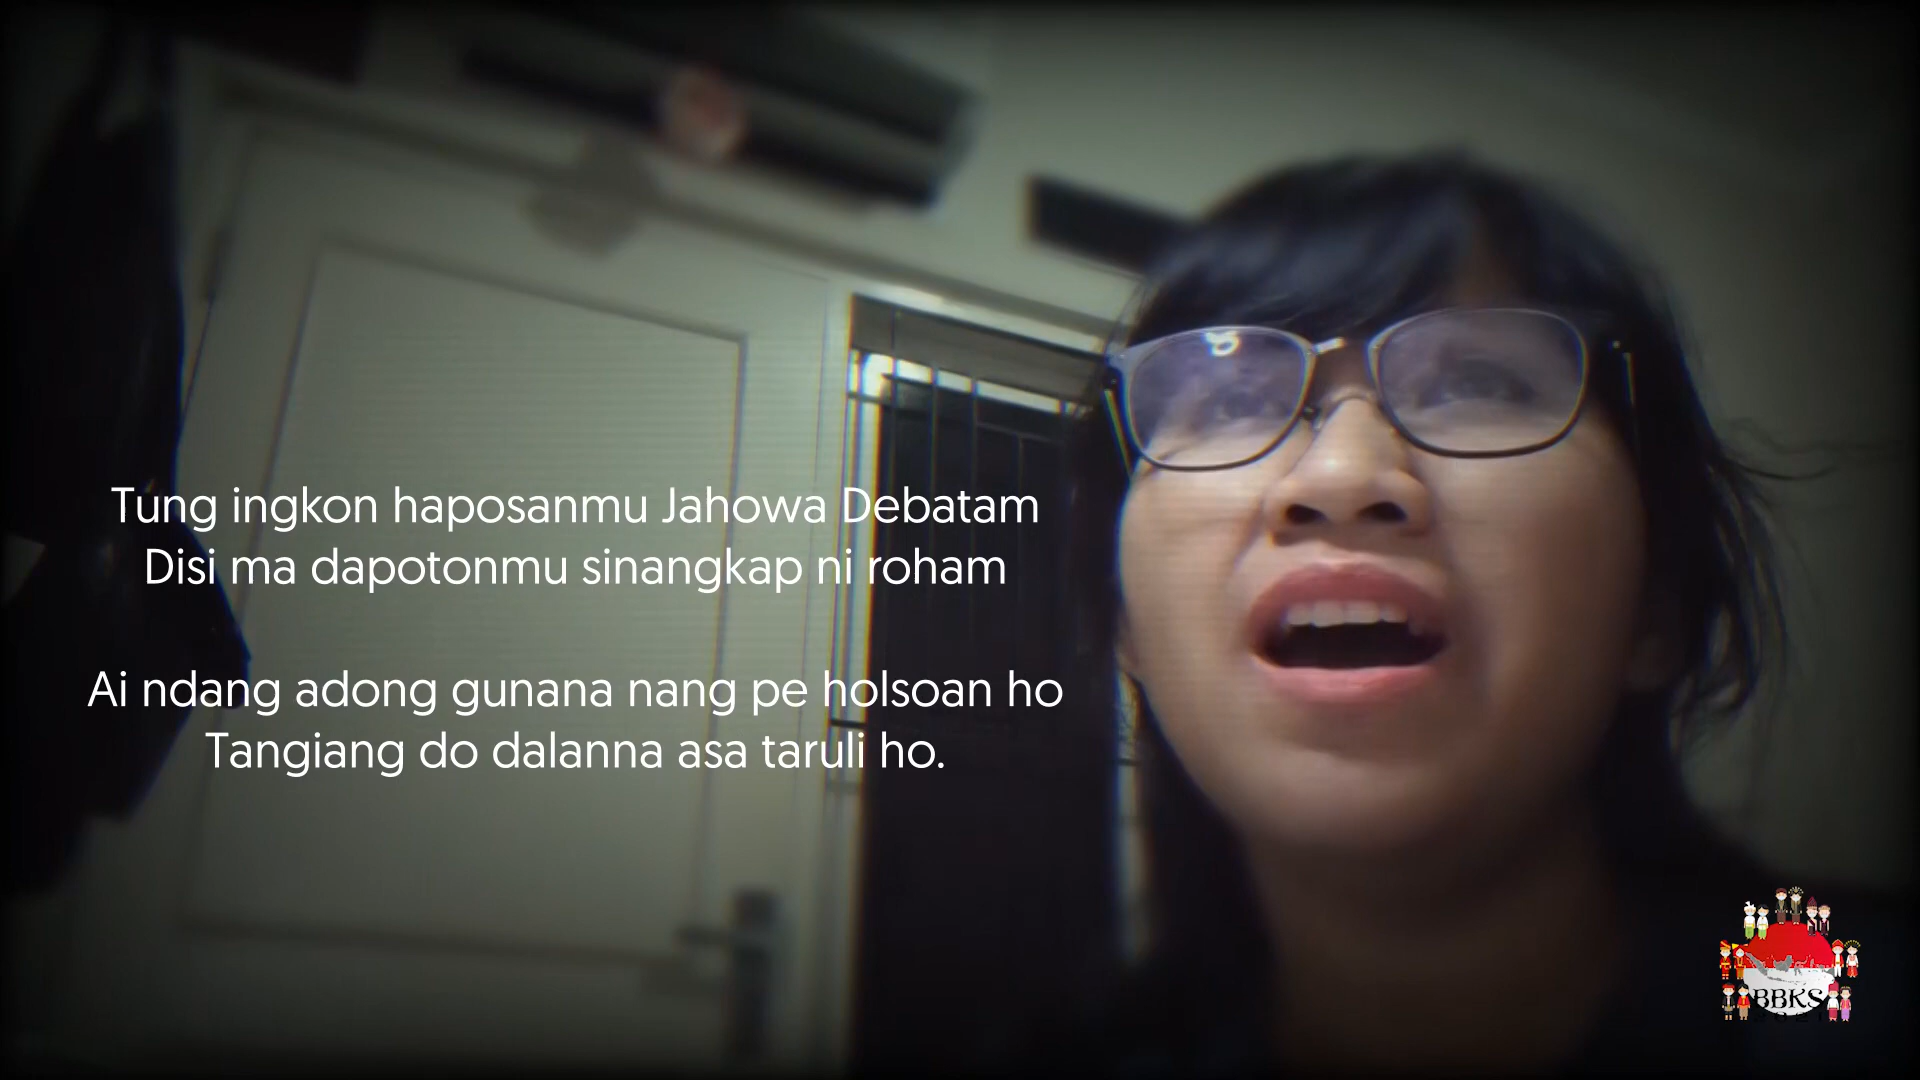 Tung ingkon haposanmu Jahowa Debatam
Disi ma dapotonmu sinangkap ni roham
Ai ndang adong gunana nang pe holsoan ho
Tangiang do dalanna asa taruli ho.
BBKS